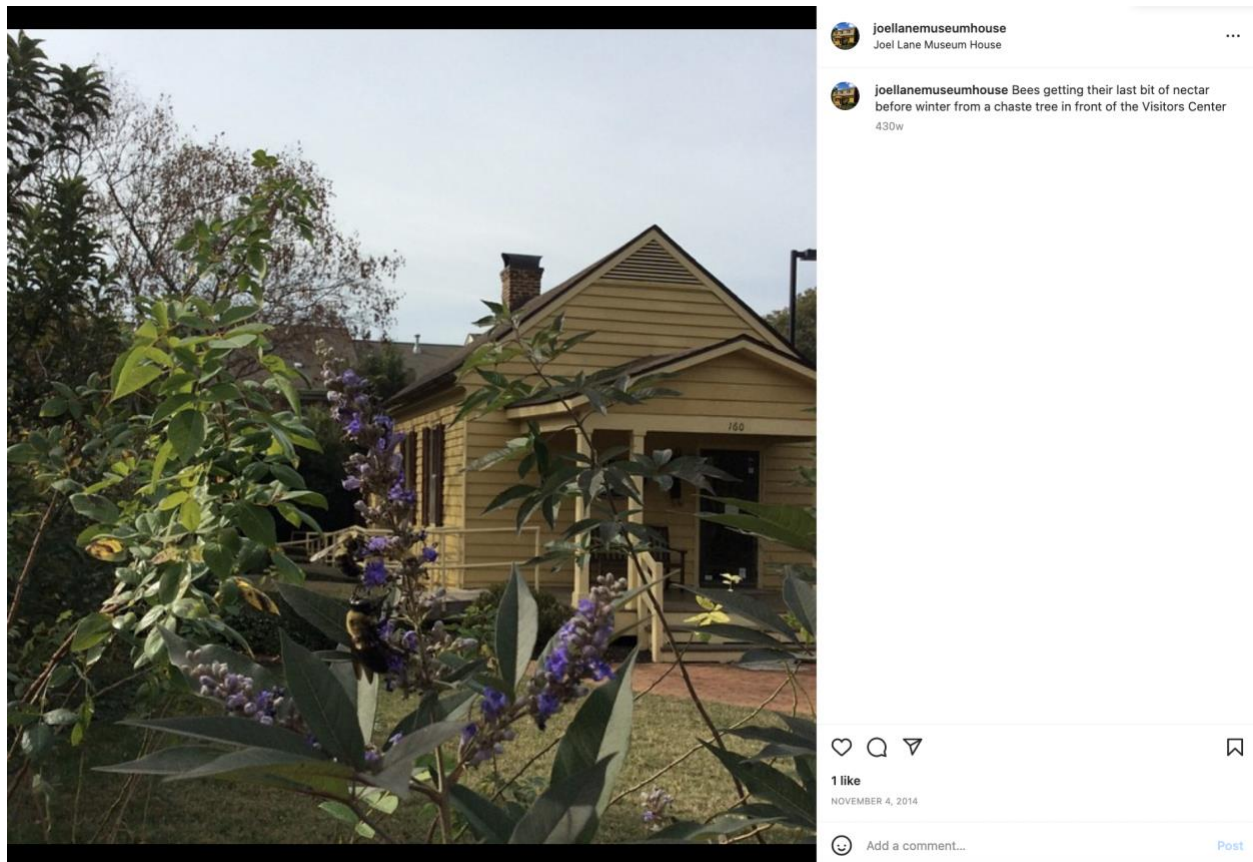 joellanemuseumhouse
Joel Lane Museum House
joellanemuseumhouse Bees getting their last bit of nectar
before winter from a chaste tree in front of the Visitors Center
430w
160
1 like
NOVEMBER 4, 2014
Add a comment...
Post